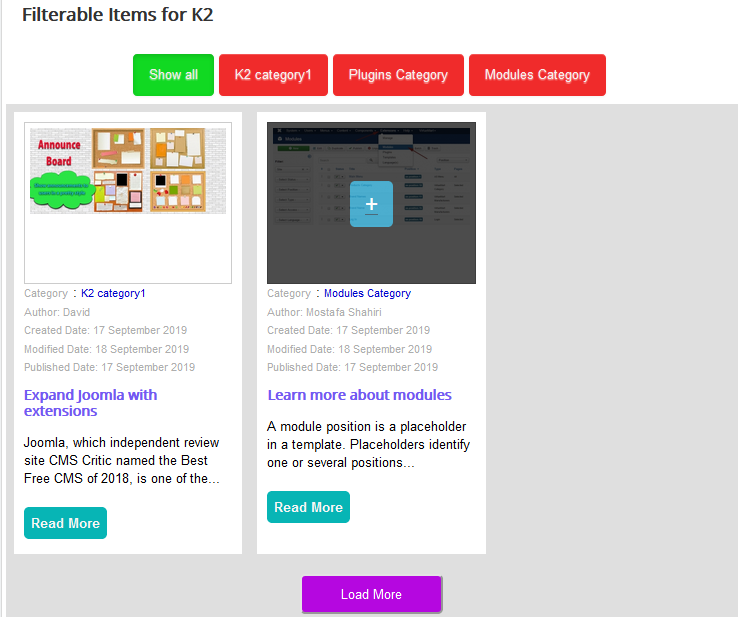 Filterable Items for K2
Show all
K2 category1
Plugins Category
Modules Category
Announce
Board
Category : K2 category1
Author: David
Created Date: 17 September 2019
Modified Date: 18 September 2019
Published Date: 17 September 2019
Expand Joomla with
extensions
Joomla, which independent review
site CMS Critic named the Best
Free CMS of 2018, is one of the...
Read More
Modules
+
Category : Modules Category
Author: Mostafa Shahiri
Created Date: 17 September 2019
Modified Date: 18 September 2019
Published Date: 17 September 2019
Learn more about modules
A module position is a placeholder
in a template. Placeholders identify
one or several positions...
Read More
Load More